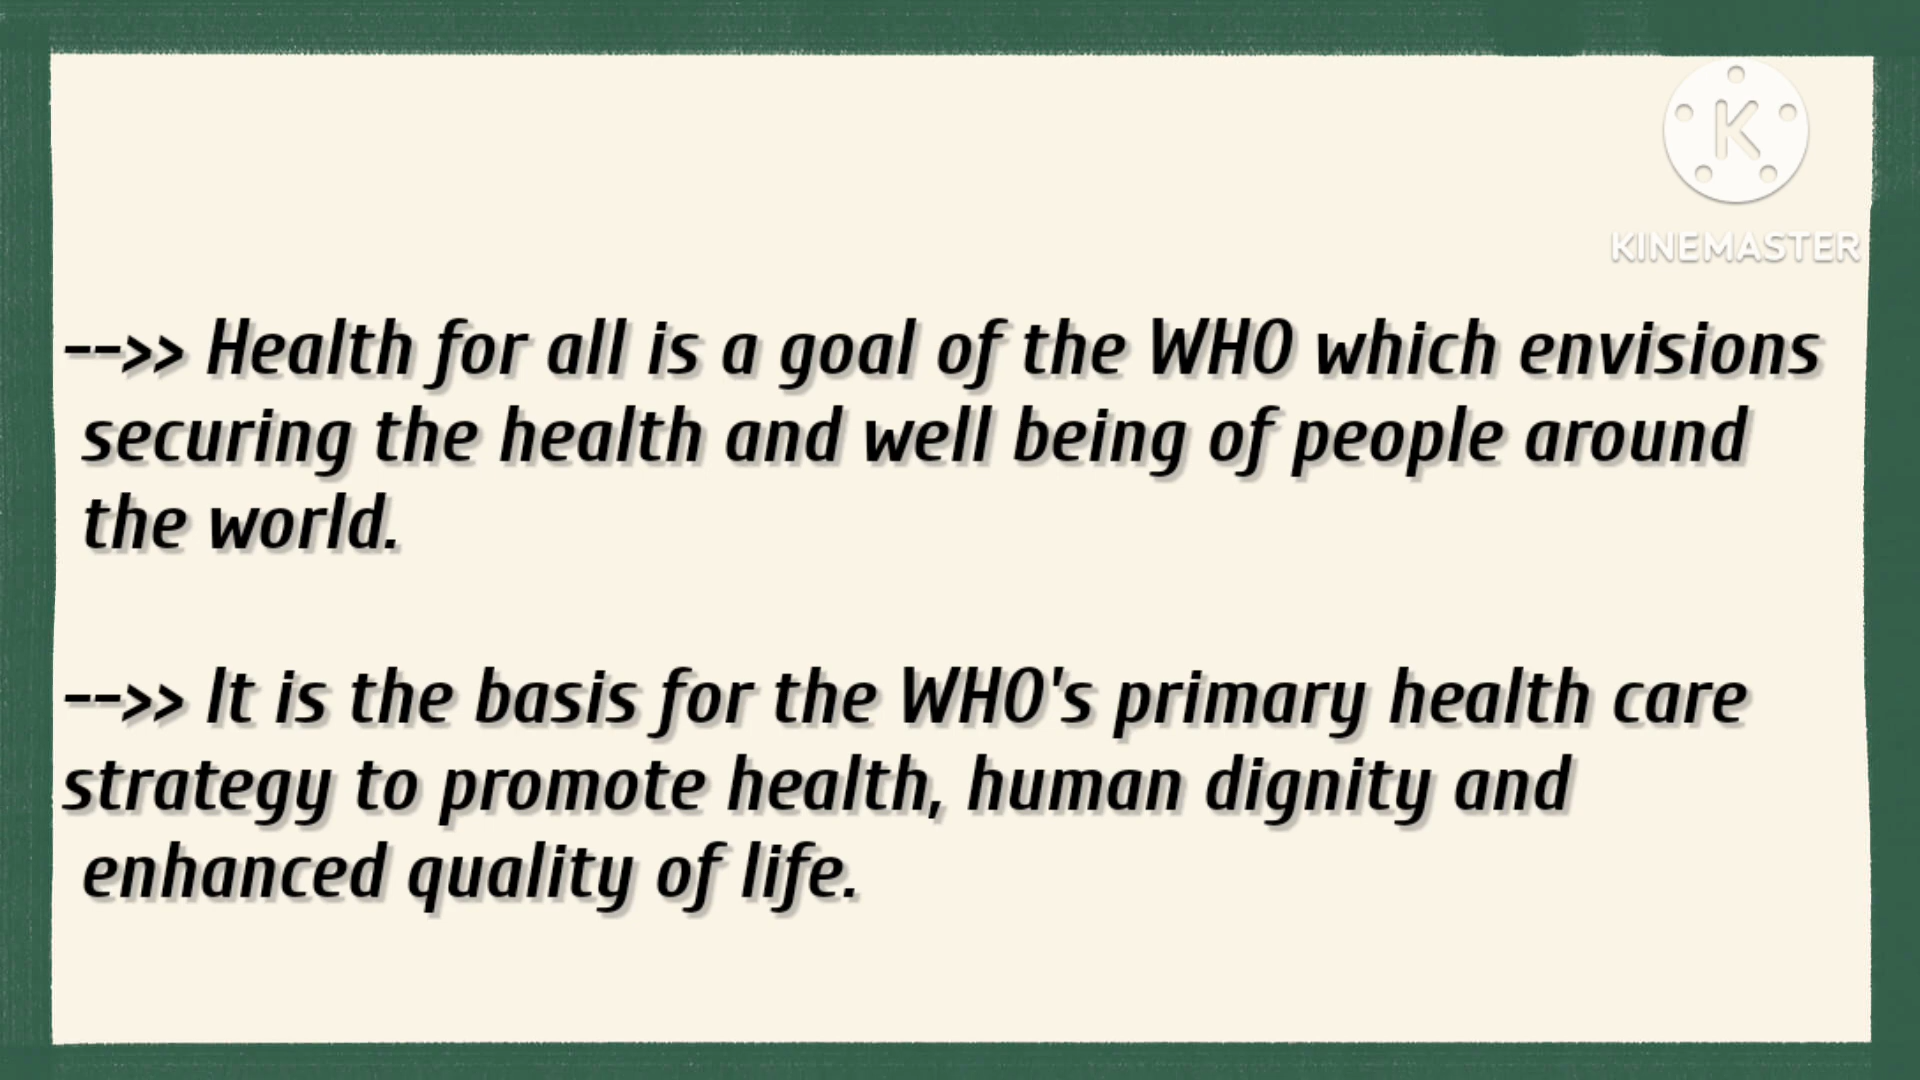 K
KINEMASTER
-->> Health for all is a goal of the WHO which envisions
securing the health and well being of people around
the world.
-->> It is the basis for the WHO's primary health care
strategy to promote health, human dignity and
enhanced quality of life.